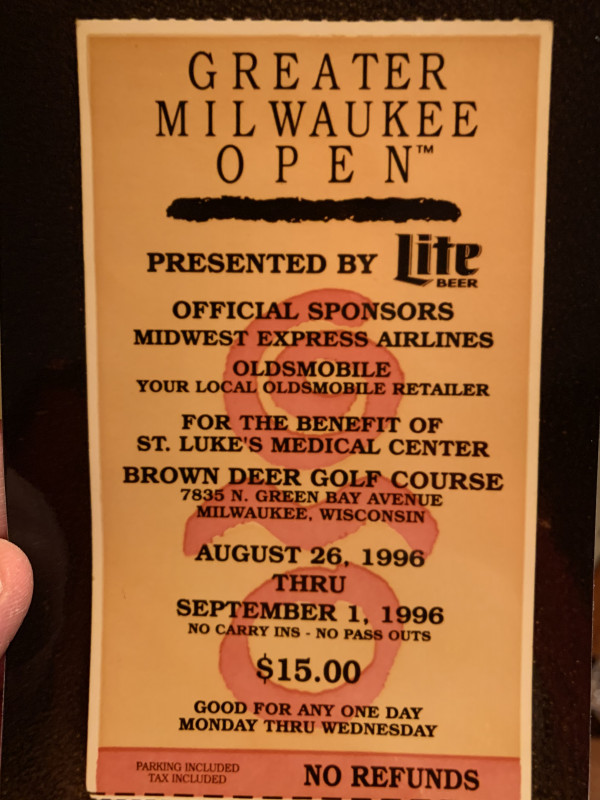 GREATER
MILWAUKEE
OPEN™
PRESENTED BY Lite
BEER
OFFICIAL SPONSORS
MIDWEST EXPRESS AIRLINES
OLDSMOBILE
YOUR LOCAL OLDSMOBILE RETAILER
FOR THE BENEFIT OF
ST. LUKE'S MEDICAL CENTER
BROWN DEER GOLF COURSE
7835 N. GREEN BAY AVENUE
MILWAUKEE, WISCONSIN
AUGUST 26, 1996
THRU
SEPTEMBER 1, 1996
NO CARRY INS - NO PASS OUTS
$15.00
GOOD FOR ANY ONE DAY
MONDAY THRU WEDNESDAY
PARKING INCLUDED
TAX INCLUDED
NO REFUNDS